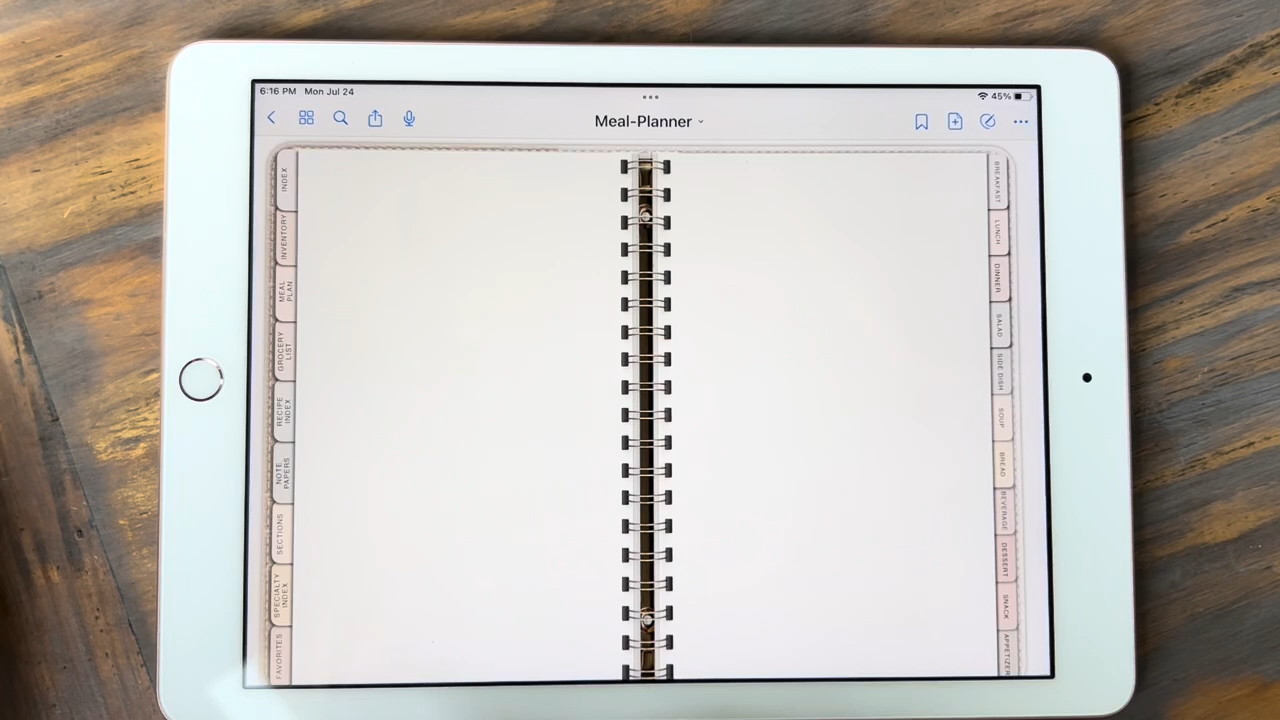 6:16 PM Mon Jul 24
45%
Meal-Planner
INDEX
INVENTORY
MEAL
PLAN
GROCERY
LIST
RECIPE
INDEX
NOTE
PAPERS
SECTIONS
SPECIALTY
INDEX
FAVORITES
BREAKFAST
LUNCH
DINNER
SALAD
SIDE DISH
SOUP
BREAD
BEVERAGE
DESSERT
SNACK
APPETIZER